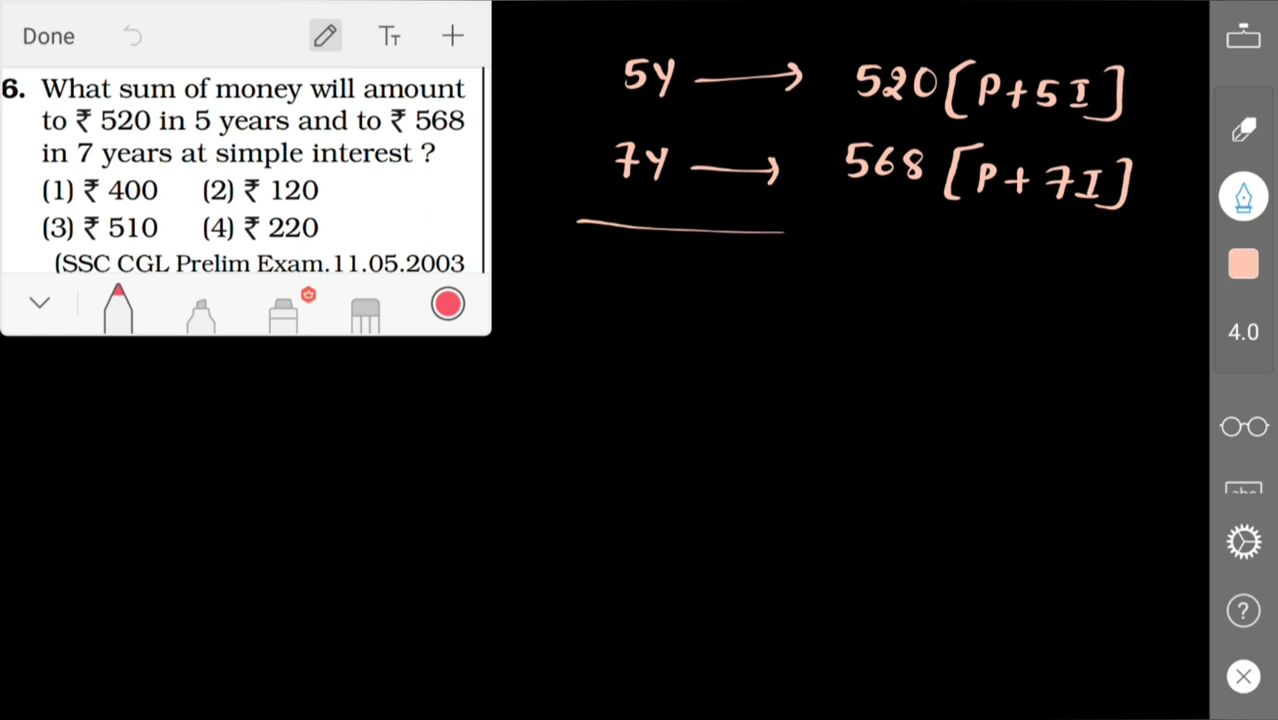 Done
6. What sum of money will amount
to ₹ 520 in 5 years and to ₹ 568
in 7 years at simple interest ?
(1) ₹ 400 (2) ₹ 120
(3) ₹ 510 (4) ₹ 220
(SSC CGL Prelim Exam.11.05.2003
5Y → 520 [P+5I]
7Y → 568 [P+7I]
4.0
abc
?